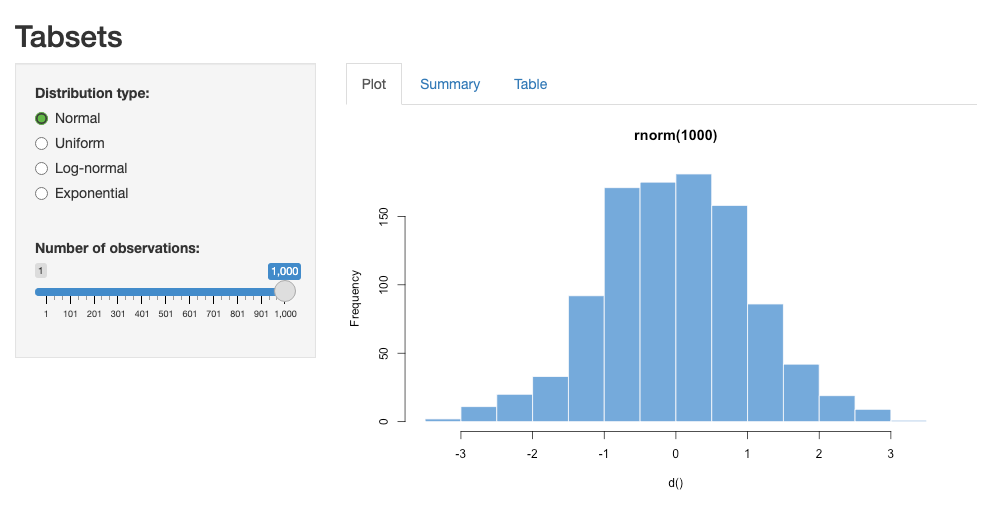 Tabsets
Distribution type:
Normal
Uniform
Log-normal
Exponential
Number of observations:
1 1,000
1 101 201 301 401 501 601 701 801 901 1,000
Plot Summary Table
rnorm(1000)
Frequency
150
100
50
0
-3 -2 -1 0 1 2 3
d()